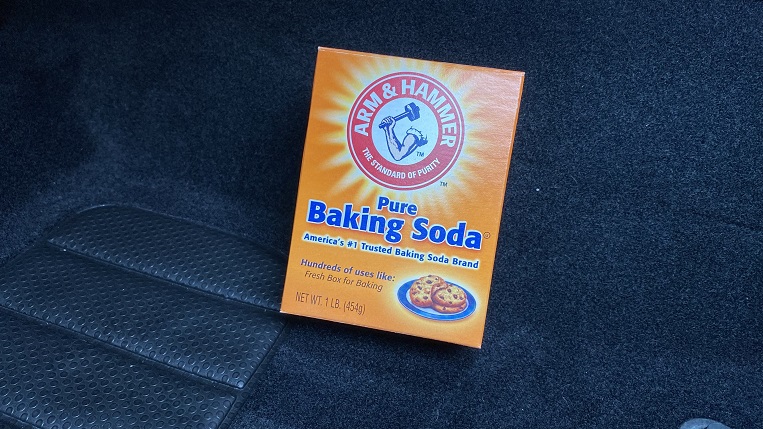 ARM & HAMMER
™
THE STANDARD OF PURITY
™
Pure
Baking Soda®
America's #1 Trusted Baking Soda Brand
Hundreds of uses like:
Fresh Box for Baking
NET WT. 1 LB. (454g)